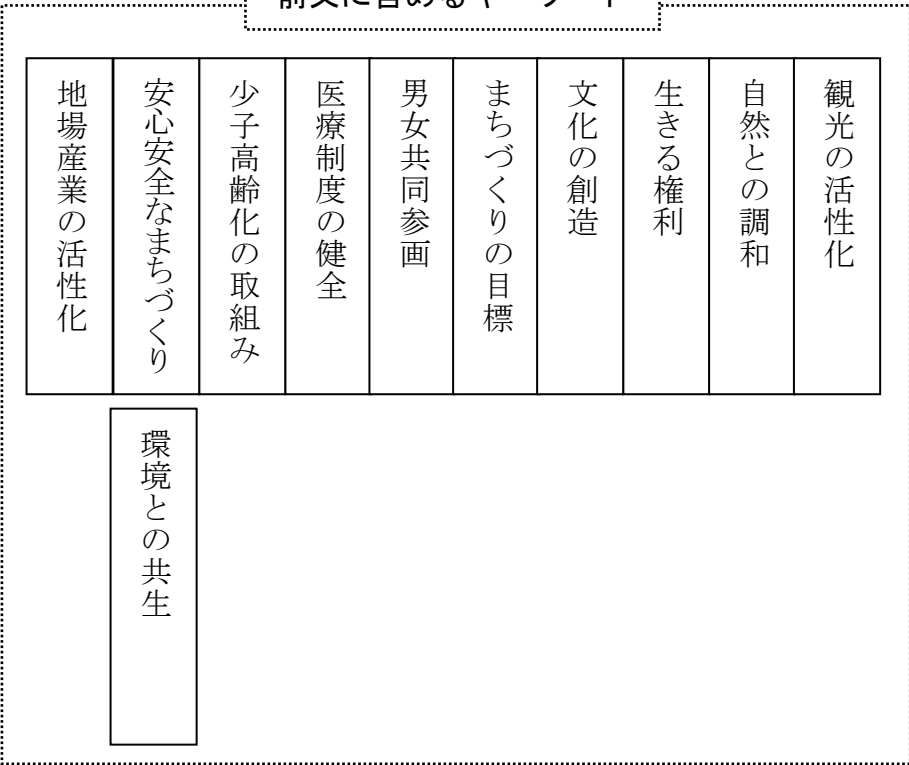 前文に含めるキーワード
観光の活性化
自然との調和
生きる権利
文化の創造
まちづくりの目標
男女共同参画
医療制度の健全
少子高齢化の取組み
安心安全なまちづくり
地場産業の活性化
環境との共生